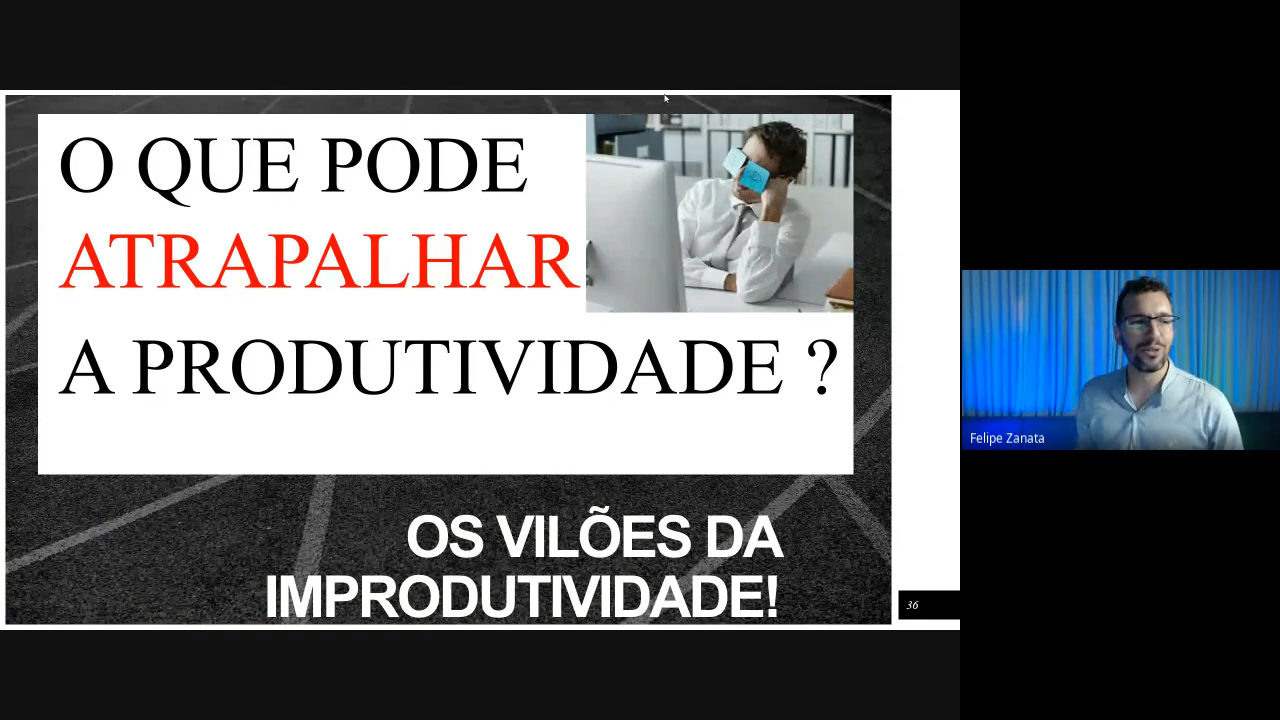 O QUE PODE
ATRAPALHAR
A PRODUTIVIDADE ?
OS VILÕES DA
IMPRODUTIVIDADE!
36
Felipe Zanata